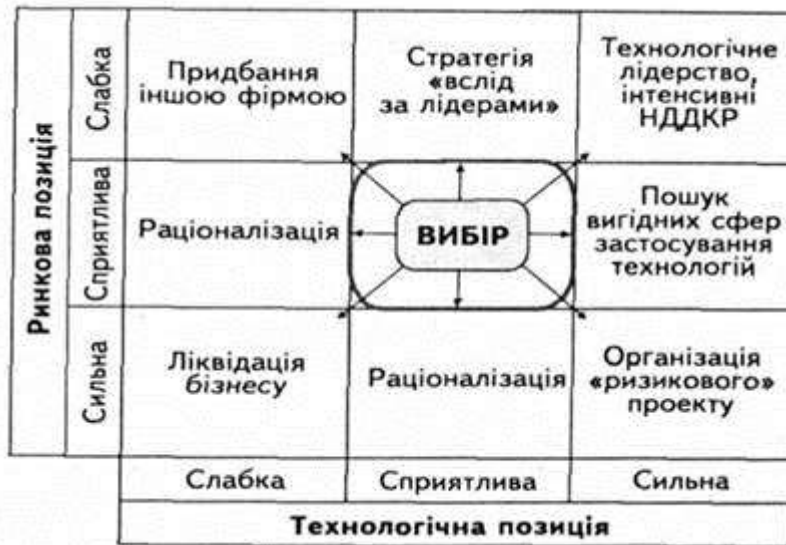 Ринкова позиція
Слабка
Придбання
іншою фірмою
Стратегія
«вслід
за лідерами»
Технологічне
лідерство,
інтенсивні
НДДКР
Сприятлива
Раціоналізація
ВИБІР
Пошук
вигідних сфер
застосування
технологій
Сильна
Ліквідація
бізнесу
Раціоналізація
Організація
«ризикового»
проекту
Слабка
Сприятлива
Сильна
Технологічна позиція